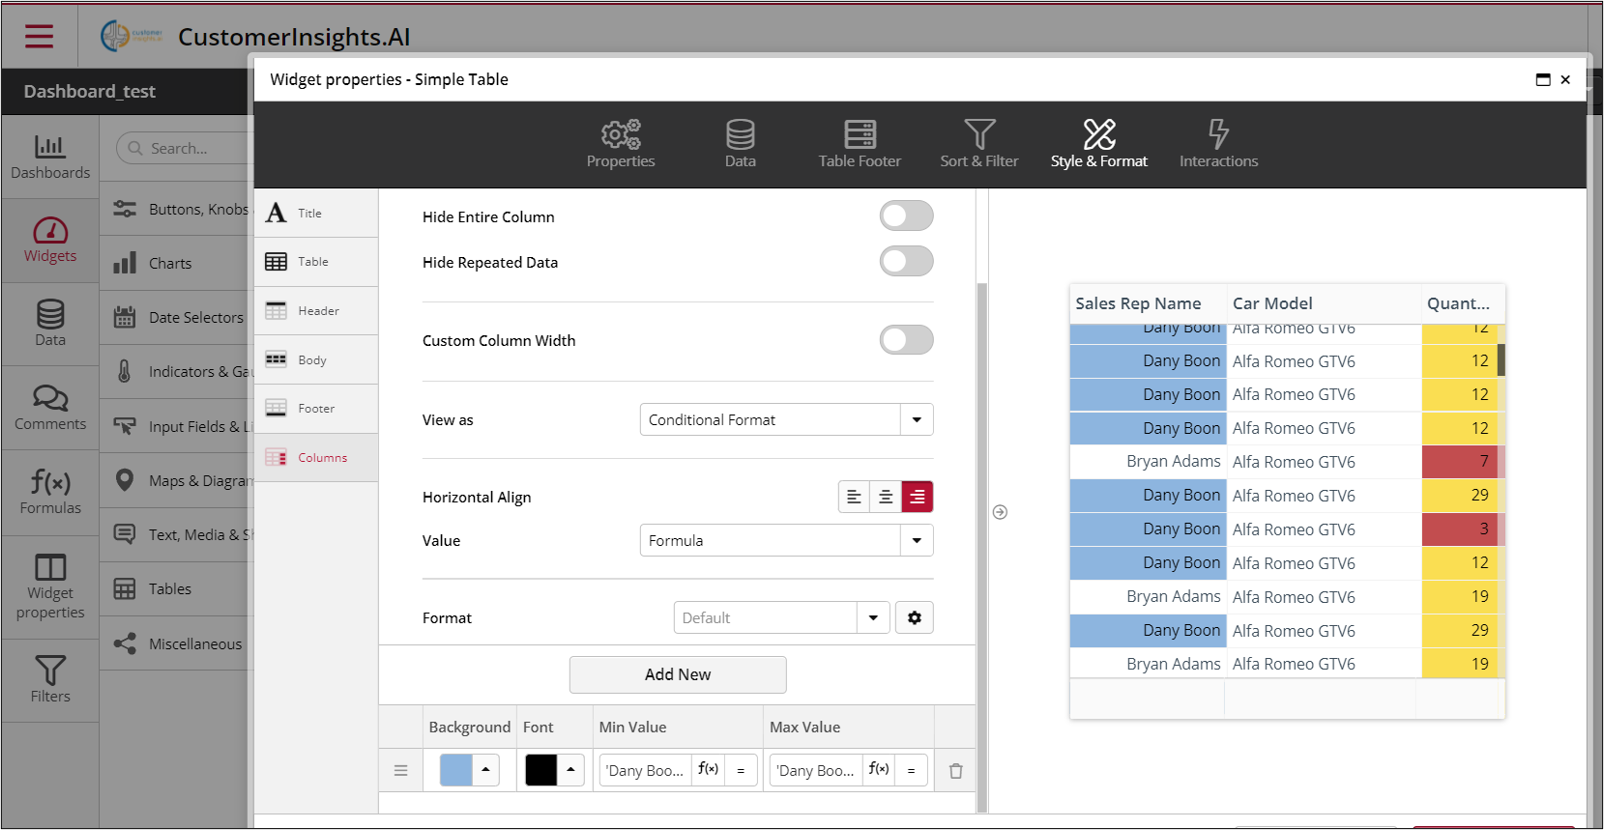 customer
insights.ai
CustomerInsights.AI
Widget properties - Simple Table
Dashboard_test
Properties
Data
Table Footer
Sort & Filter
Style & Format
Interactions
Dashboards
Widgets
Data
Comments
f(x)
Formulas
Widget
properties
Filters
Search...
Buttons, Knobs
Charts
Date Selectors
Indicators &
Input Fields &
Maps &
Text, Media &
Tables
Miscellaneous
A Title
Table
Header
Body
Footer
Columns
Hide Entire Column
Hide Repeated Data
Custom Column Width
View as Conditional Format
Horizontal Align
Value Formula
Format Default
Add New
Background Font Min Value Max Value
'Dany Boo... f(x) = 'Dany Boo... f(x) =
Sales Rep Name Car Model Quant...
Dany Boon Alfa Romeo GTV6 12
Dany Boon Alfa Romeo GTV6 12
Dany Boon Alfa Romeo GTV6 12
Dany Boon Alfa Romeo GTV6 12
Bryan Adams Alfa Romeo GTV6 7
Dany Boon Alfa Romeo GTV6 29
Dany Boon Alfa Romeo GTV6 3
Dany Boon Alfa Romeo GTV6 12
Bryan Adams Alfa Romeo GTV6 19
Dany Boon Alfa Romeo GTV6 29
Bryan Adams Alfa Romeo GTV6 19